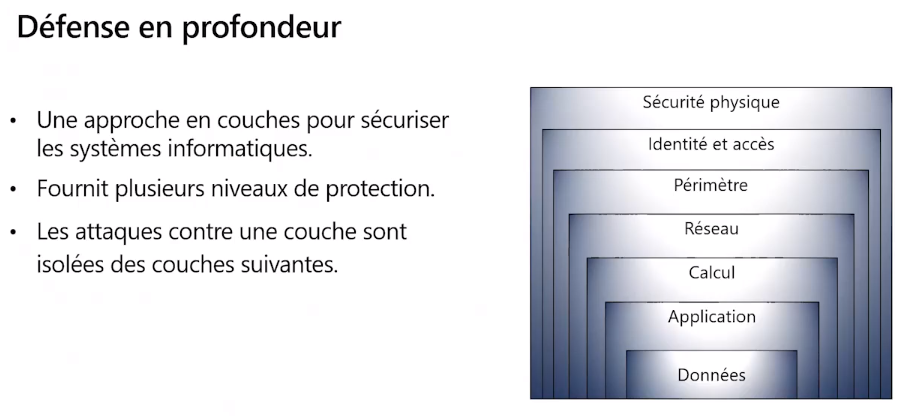 Défense en profondeur
• Une approche en couches pour sécuriser
les systèmes informatiques.
• Fournit plusieurs niveaux de protection.
• Les attaques contre une couche sont
isolées des couches suivantes.
Sécurité physique
Identité et accès
Périmètre
Réseau
Calcul
Application
Données